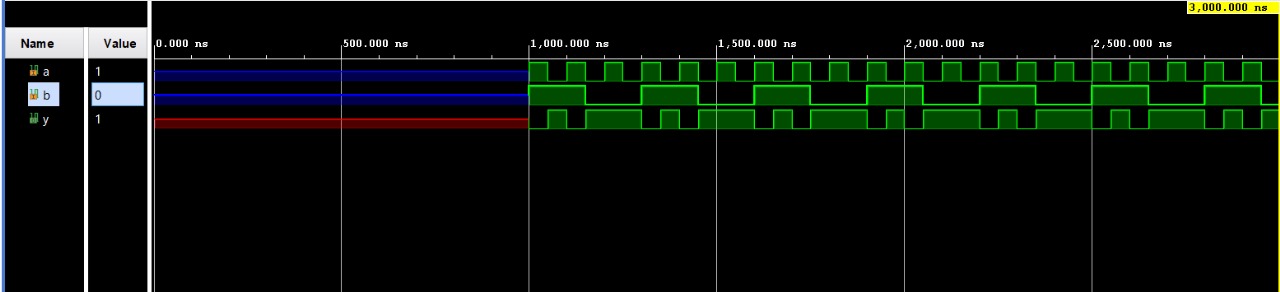 3,000.000 ns
Name Value
0.000 ns 500.000 ns 1,000.000 ns 1,500.000 ns 2,000.000 ns 2,500.000 ns
a 1
b 0
y 1